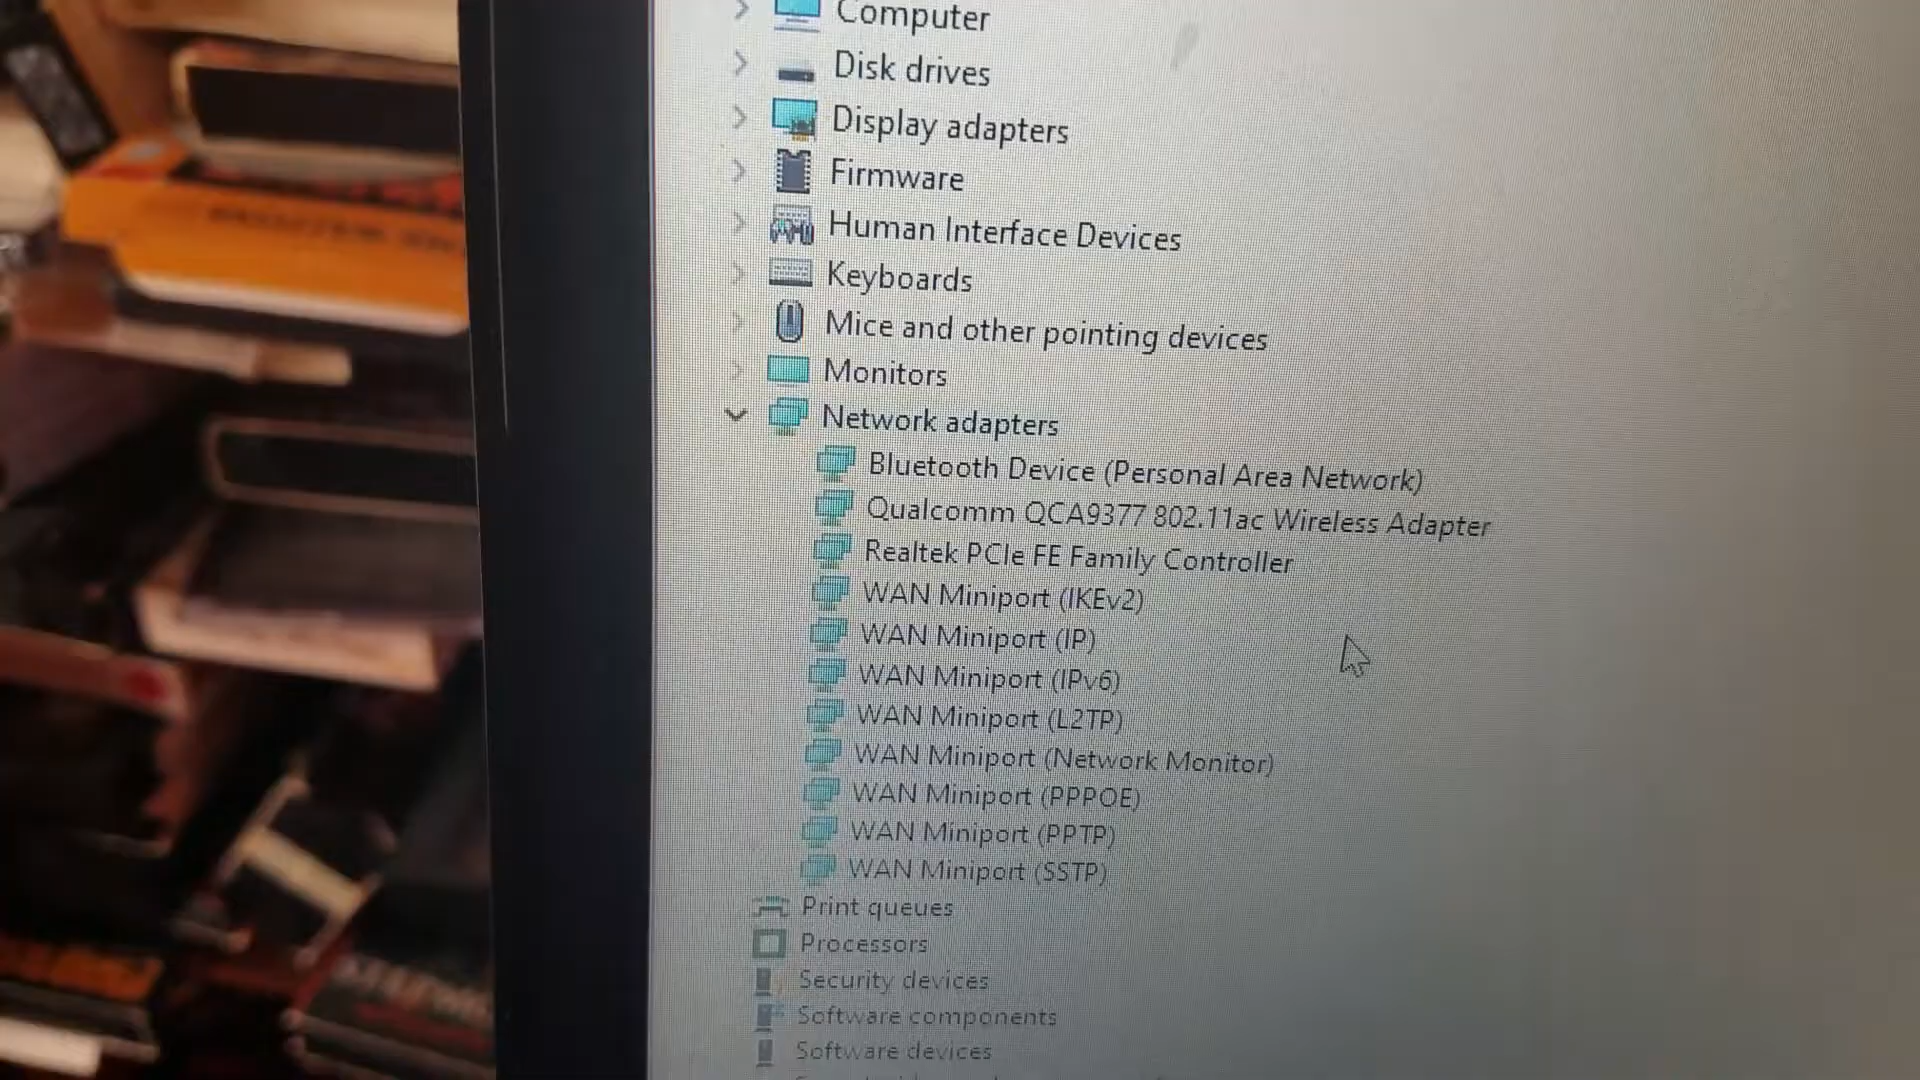 Computer
Disk drives
Display adapters
Firmware
Human Interface Devices
Keyboards
Mice and other pointing devices
Monitors
Network adapters
Bluetooth Device (Personal Area Network)
Qualcomm QCA9377 802.11ac Wireless Adapter
Realtek PCIe FE Family Controller
WAN Miniport (IKEv2)
WAN Miniport (IP)
WAN Miniport (IPv6)
WAN Miniport (L2TP)
WAN Miniport (Network Monitor)
WAN Miniport (PPPOE)
WAN Miniport (PPTP)
WAN Miniport (SSTP)
Print queues
Processors
Security devices
Software components
Software devices